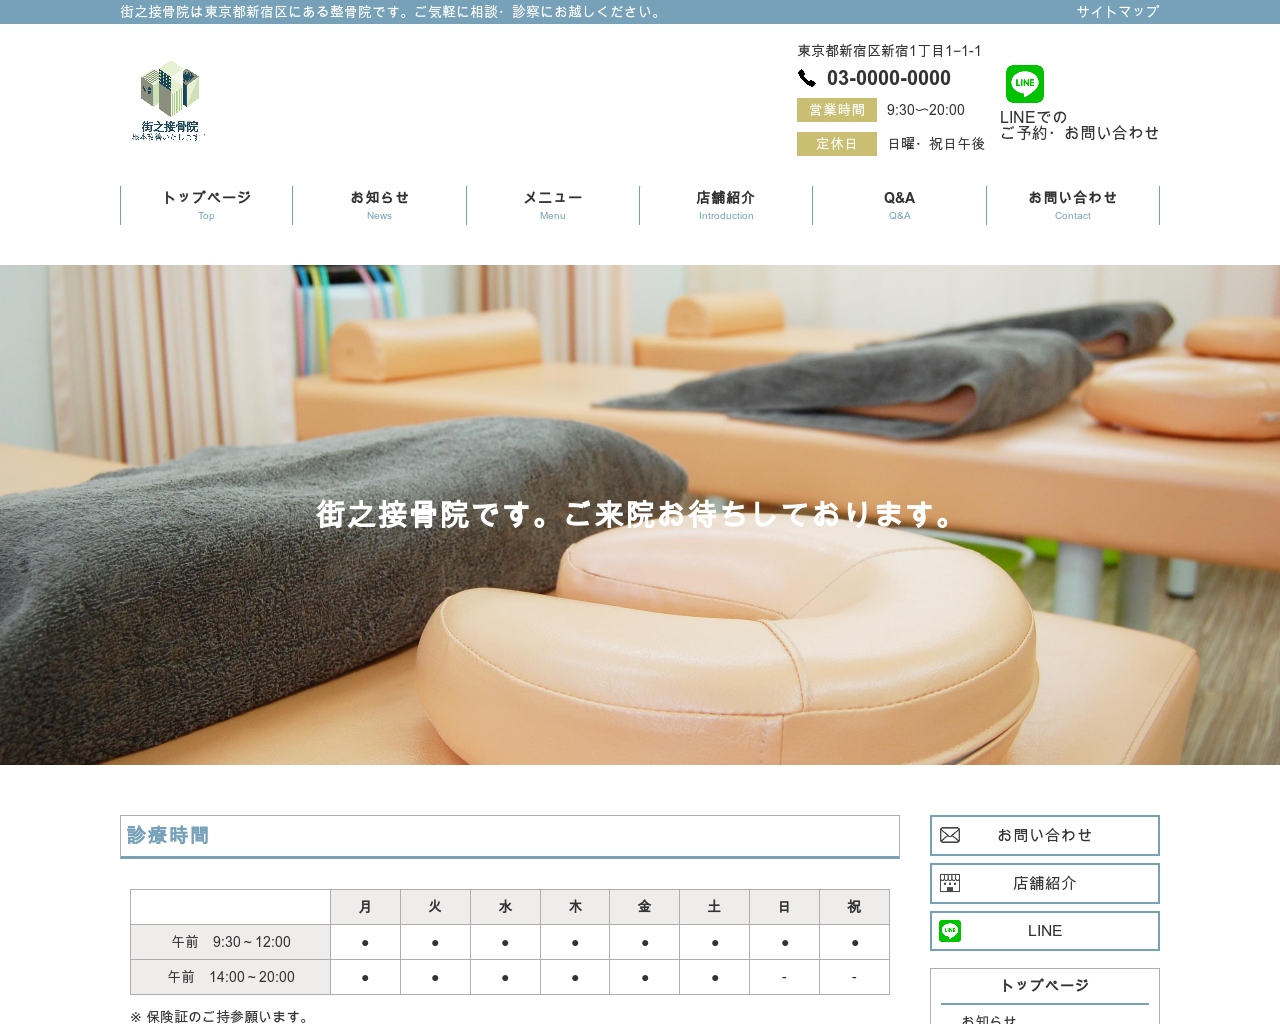 街之接骨院は東京都新宿区にある整骨院です。ご気軽に相談・診察にお越しください。
サイトマップ
街之接骨院
東京都新宿区新宿1丁目1−1-1
03-0000-0000
営業時間 9:30〜20:00
定休日 日曜・祝日午後
LINE
LINEでの
ご予約・お問い合わせ
トップページ お知らせ メニュー 店舗紹介 Q&A お問い合わせ
Top News Menu Introduction Q&A Contact
街之接骨院です。ご来院お待ちしております。
診療時間
月 火 水 木 金 土 日 祝
午前 9:30～12:00 ● ● ● ● ● ● ● ●
午前 14:00～20:00 ● ● ● ● ● ● - -
※ 保険証のご持参願います。
お問い合わせ
店舗紹介
LINE
トップページ
お知らせ